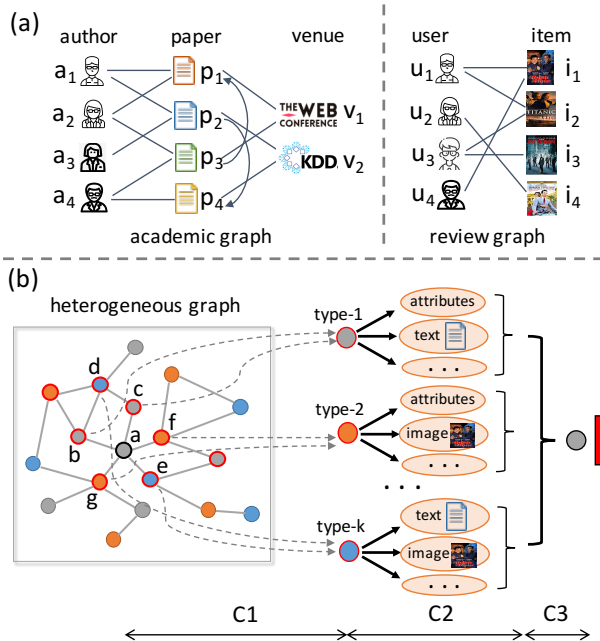 (a)
author
paper
venue
user
item
a1
p1
u1
i1
a2
p2
THE WEB
CONFERENCE
v1
u2
i2
TITANIC
a3
p3
KDD
v2
u3
i3
a4
p4
u4
i4
academic graph
review graph
(b)
heterogeneous graph
type-1
attributes
text
. . .
type-2
attributes
image
. . .
. . .
type-k
text
image
. . .
d
c
b
a
f
g
e
C1
C2
C3